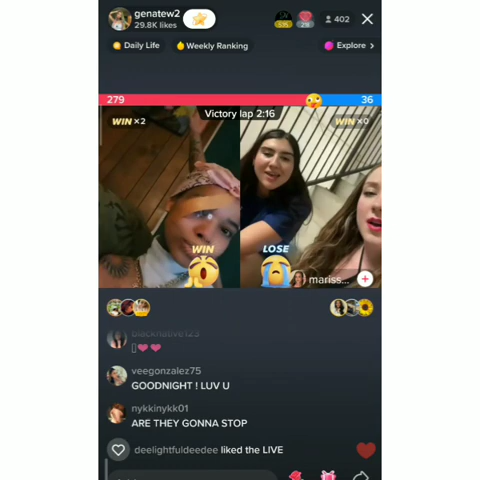 genatew2
29.8K likes
402
Daily Life
Weekly Ranking
Explore >
279
36
Victory lap 2:16
WIN ×2
WIN ×0
WIN
LOSE
mariss...
blacknative123
veegonzalez75
GOODNIGHT ! LUV U
nykkinykk01
ARE THEY GONNA STOP
deelightfuldeedee liked the LIVE